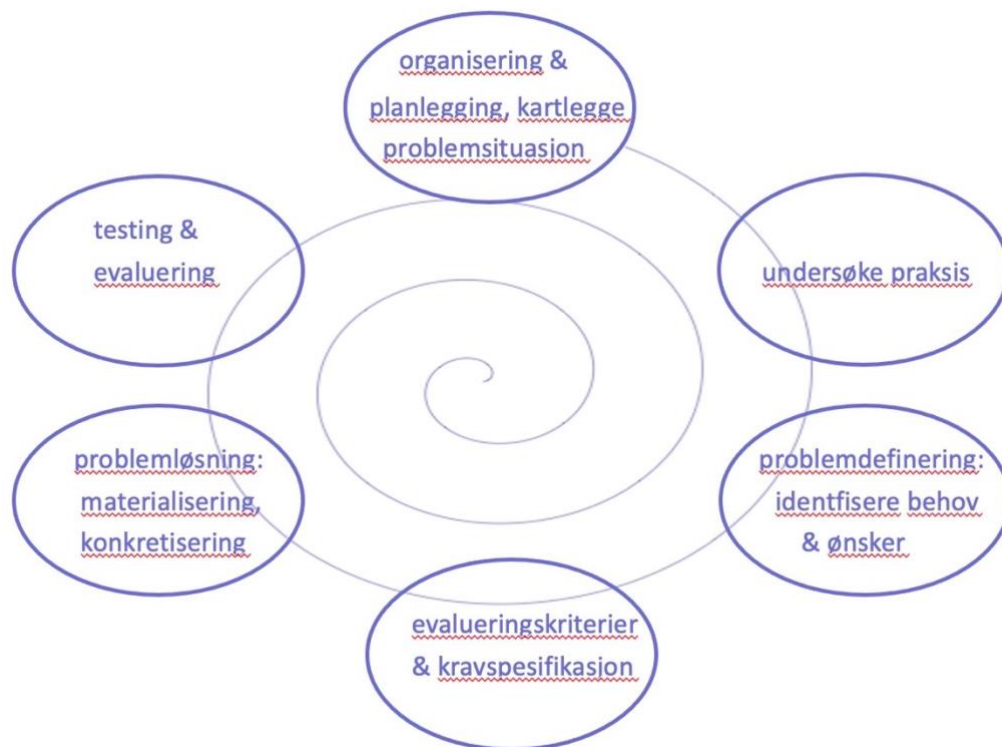 organisering &
planlegging, kartlegge
problemsituasjon
undersøke praksis
problemdefinering:
identfisere behov
& ønsker
evalueringskriterier
& kravspesifikasjon
problemløsning:
materialisering,
konkretisering
testing &
evaluering